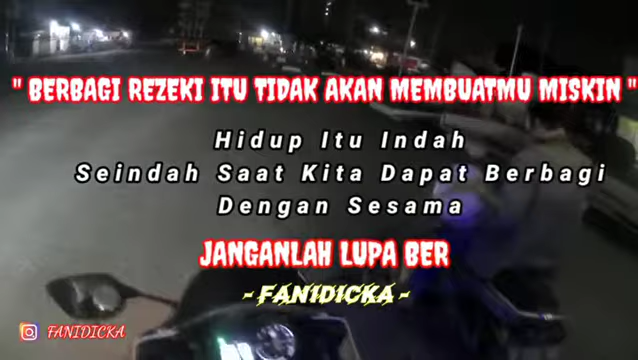 " BERBAGI REZEKI ITU TIDAK AKAN MEMBUATMU MISKIN "
Hidup Itu Indah
Seindah Saat Kita Dapat Berbagi
Dengan Sesama
JANGANLAH LUPA BER
- FANIDICKA -
FANIDICKA